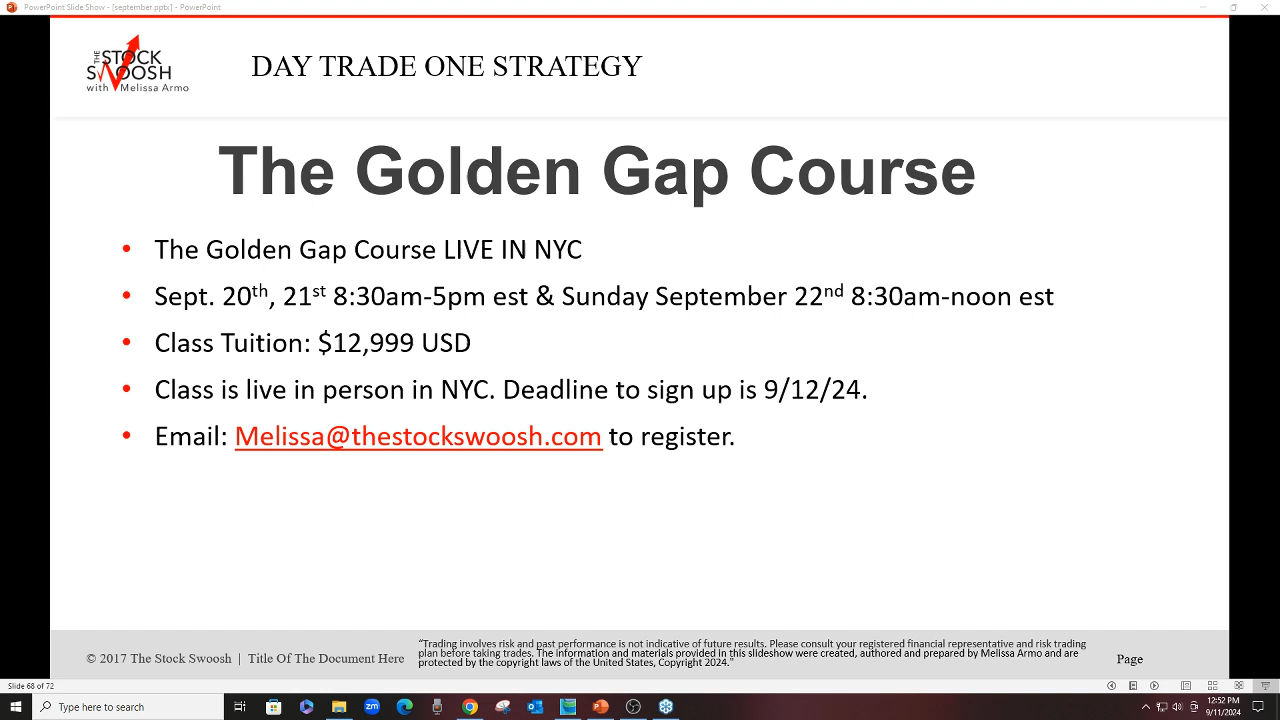 PowerPoint Slide Show - [september.pptx] - PowerPoint
THE STOCK SWOOSH
with Melissa Armo
DAY TRADE ONE STRATEGY
The Golden Gap Course
• The Golden Gap Course LIVE IN NYC
• Sept. 20th, 21st 8:30am-5pm est & Sunday September 22nd 8:30am-noon est
• Class Tuition: $12,999 USD
• Class is live in person in NYC. Deadline to sign up is 9/12/24.
• Email: Melissa@thestockswoosh.com to register.
© 2017 The Stock Swoosh | Title Of The Document Here
"Trading involves risk and past performance is not indicative of future results. Please consult your registered financial representative and risk trading
plan before taking trades. The information and materials provided in this slideshow were created, authored and prepared by Melissa Armo and are
protected by the copyright laws of the United States, Copyright 2024."
Page
Slide 68 of 72
Type here to search
zm
12:52 PM
9/11/2024